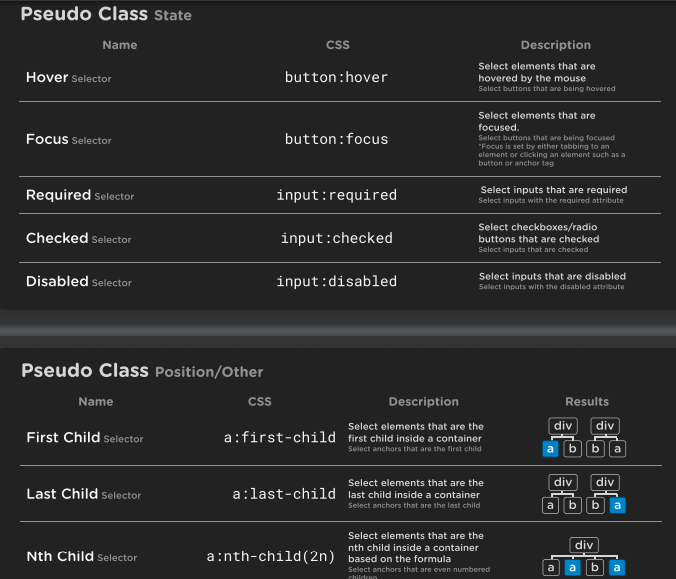 Pseudo Class State
Name CSS Description
Hover Selector button:hover Select elements that are
hovered by the mouse
Select buttons that are being hovered
Focus Selector button:focus Select elements that are
focused.
Select buttons that are being focused
*Focus is set by either tabbing to an
element or clicking an element such as a
button or anchor tag
Required Selector input:required Select inputs that are required
Select inputs with the required attribute
Checked Selector input:checked Select checkboxes/radio
buttons that are checked
Select inputs that are checked
Disabled Selector input:disabled Select inputs that are disabled
Select inputs with the disabled attribute
Pseudo Class Position/Other
Name CSS Description Results
First Child Selector a:first-child Select elements that are the
first child inside a container
Select anchors that are the first child
div div
a b b a
Last Child Selector a:last-child Select elements that are the
last child inside a container
Select anchors that are the last child
div div
a b b a
Nth Child Selector a:nth-child(2n) Select elements that are the
nth child inside a container
based on the formula
Select anchors that are even numbered
children
div
a a a a